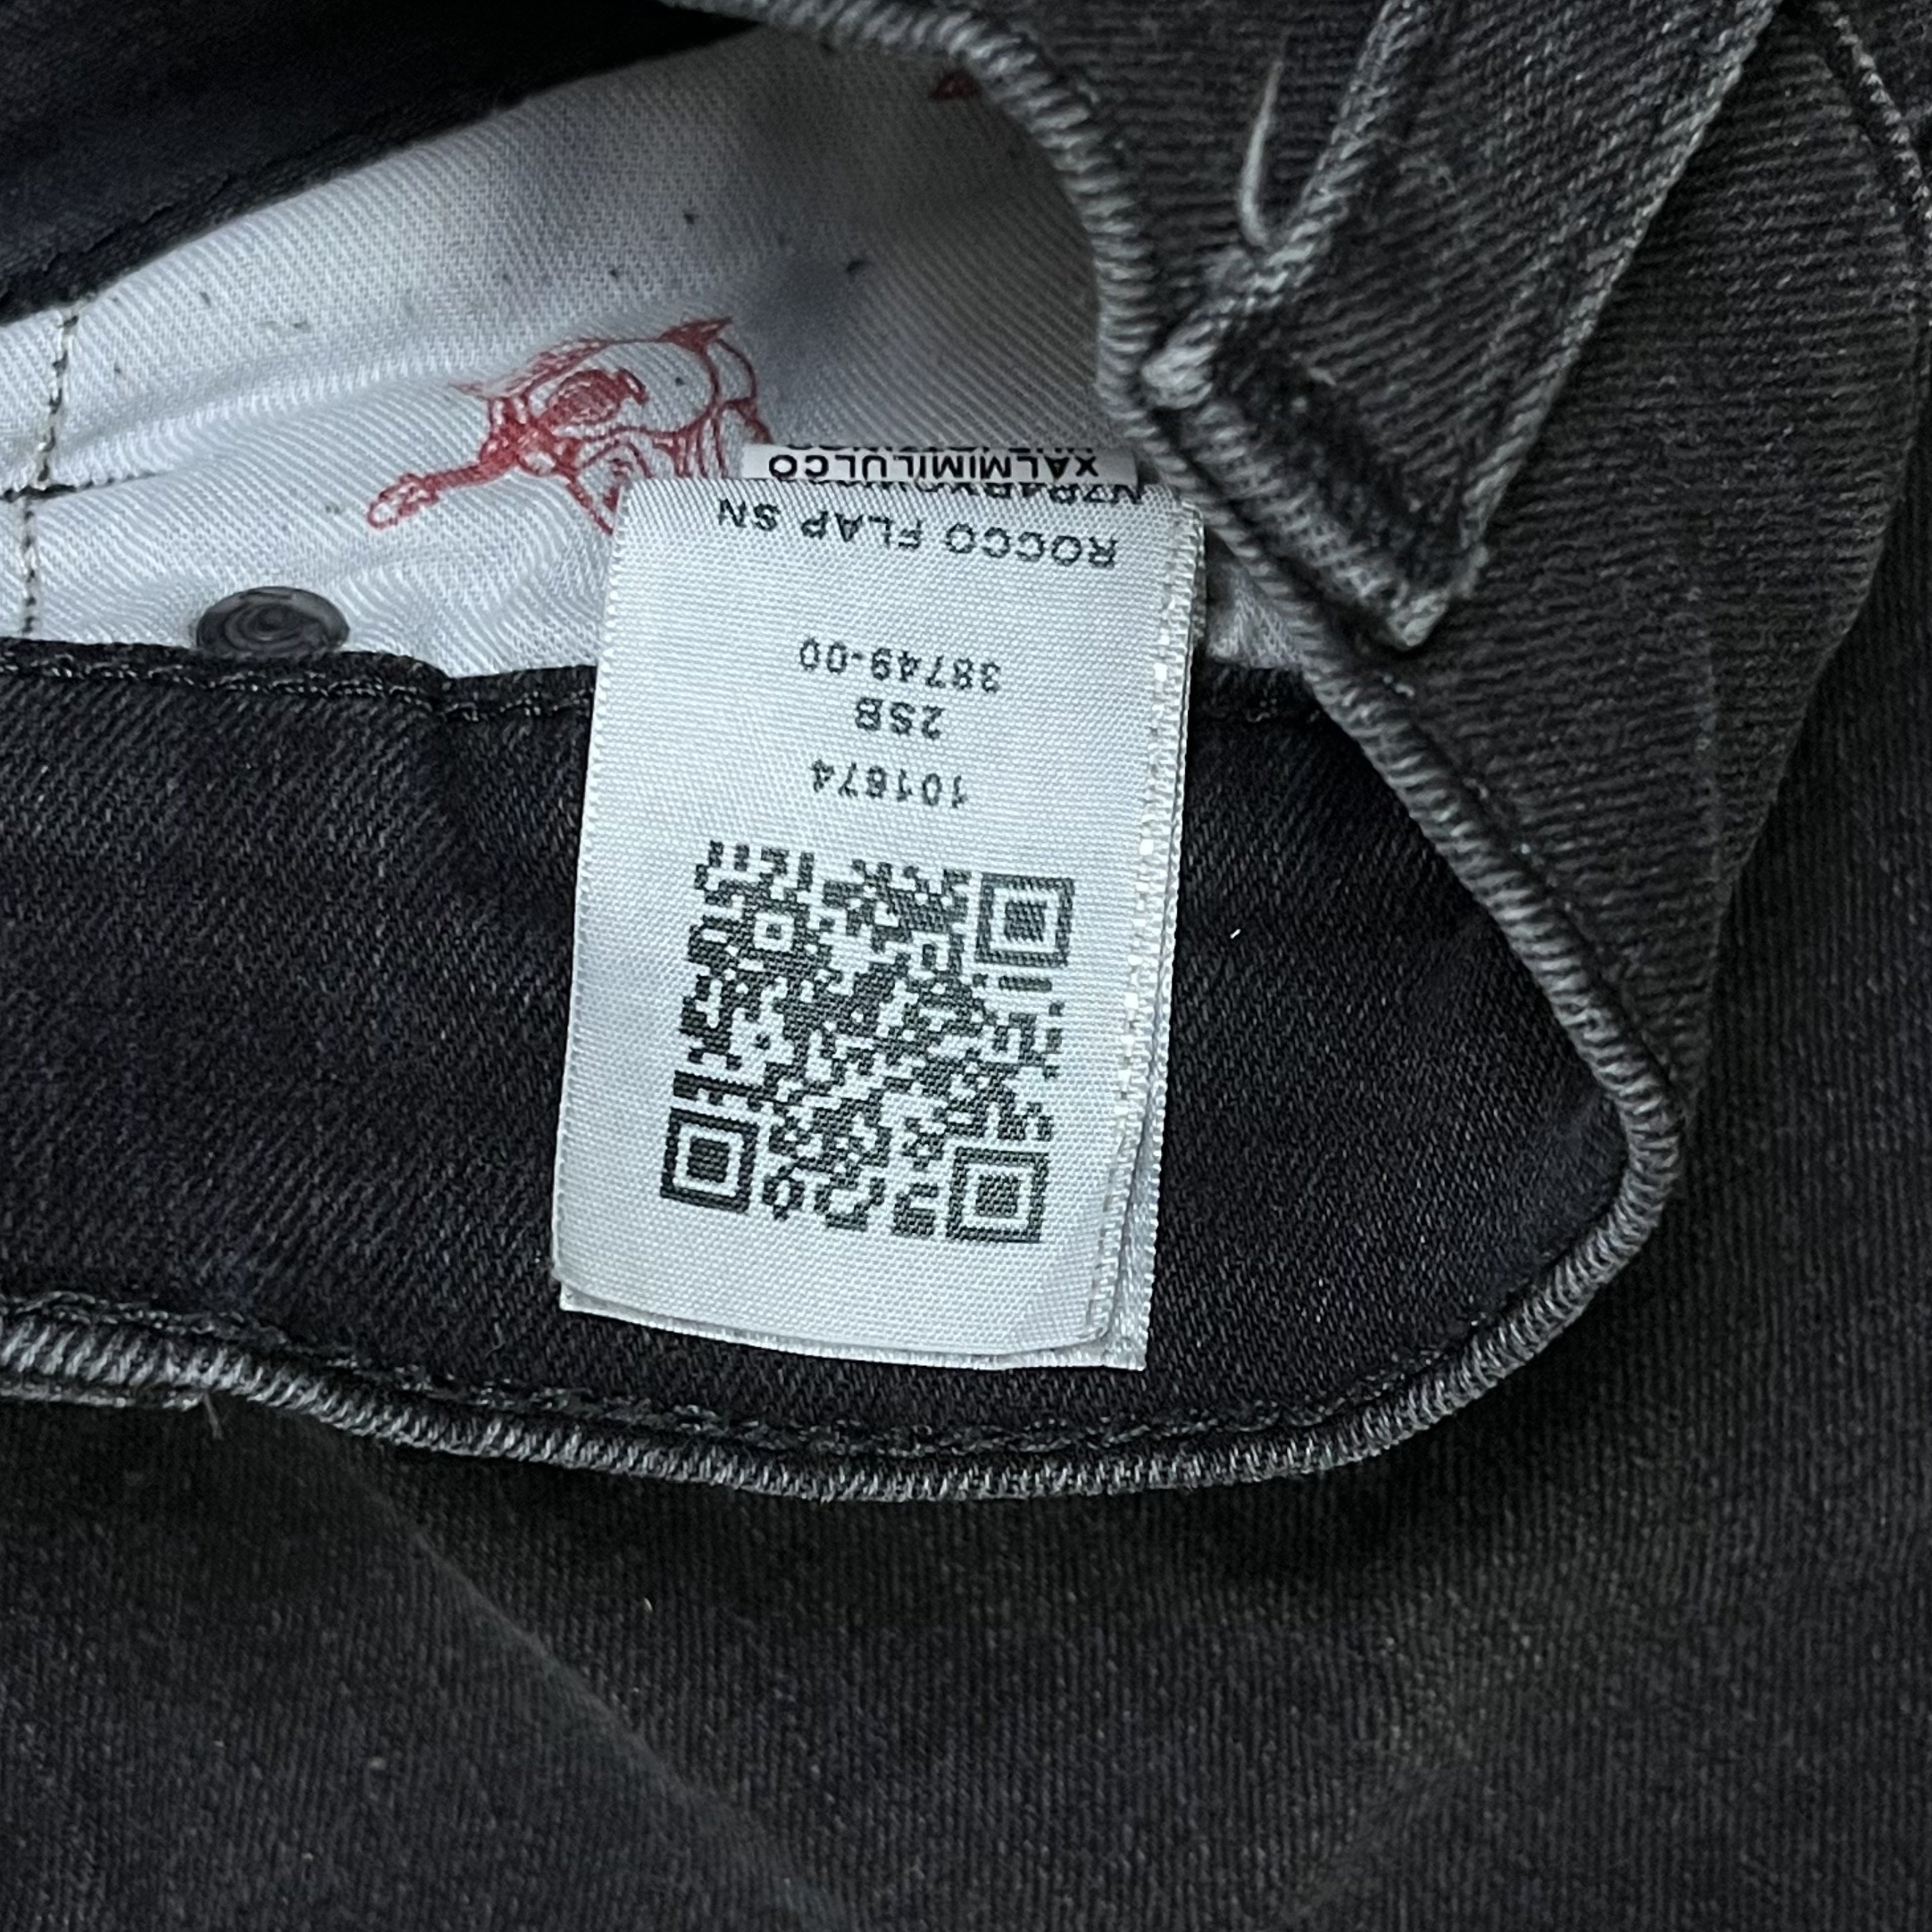 ROCCO FLAP SN
38749-00
2SB
101674
XALMIMILULCO